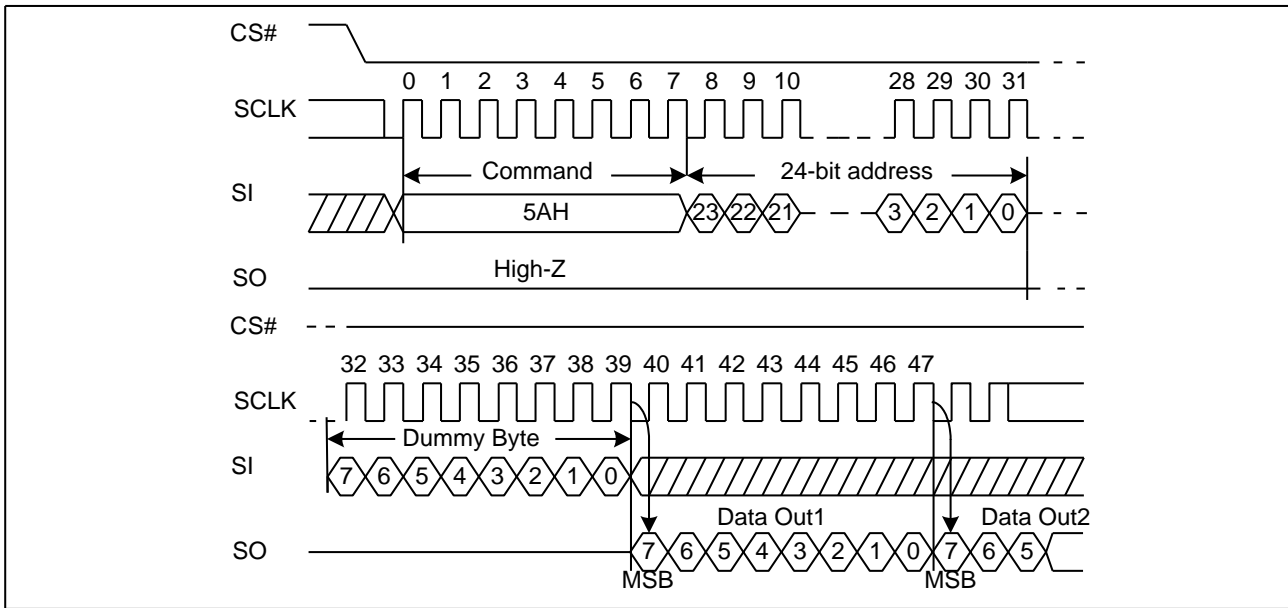 CS#
0 1 2 3 4 5 6 7 8 9 10 28 29 30 31
SCLK
Command 24-bit address
SI
5AH 23 22 21 3 2 1 0
High-Z
SO
CS#
32 33 34 35 36 37 38 39 40 41 42 43 44 45 46 47
SCLK
Dummy Byte
SI
7 6 5 4 3 2 1 0
Data Out1 Data Out2
SO
7 6 5 4 3 2 1 0 7 6 5
MSB MSB